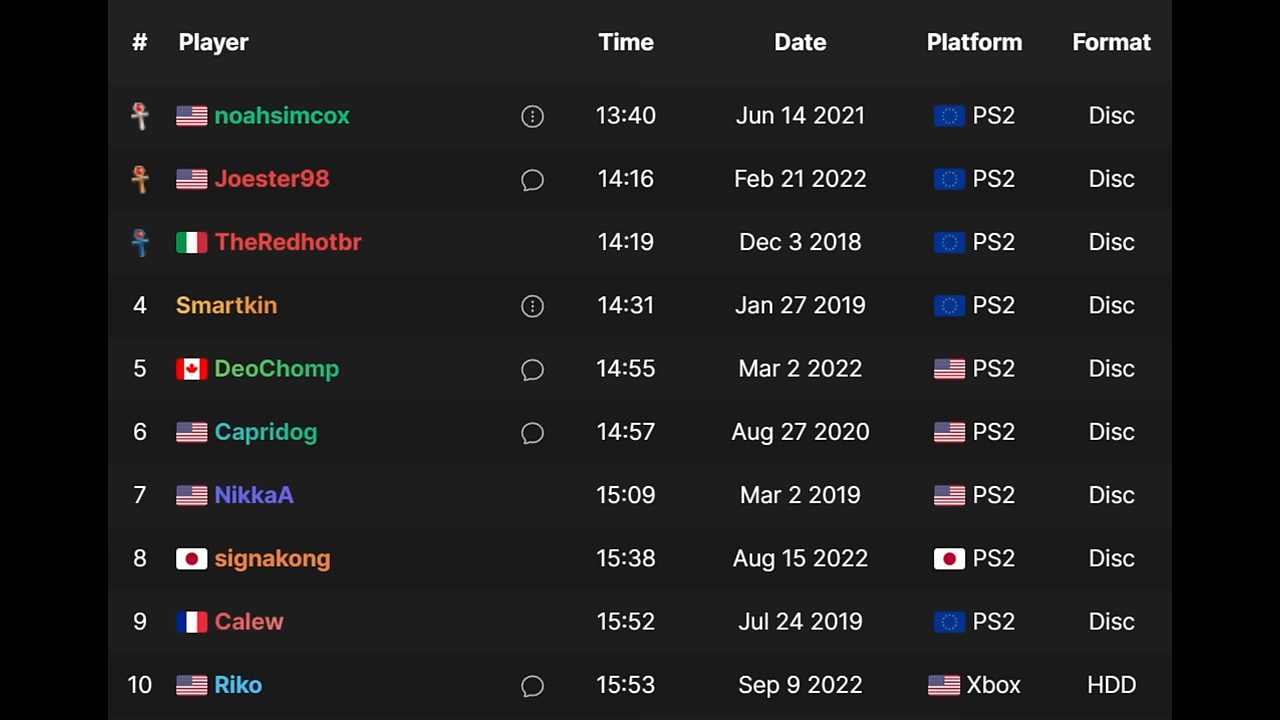 # Player Time Date Platform Format
noahsimcox 13:40 Jun 14 2021 PS2 Disc
Joester98 14:16 Feb 21 2022 PS2 Disc
TheRedhotbr 14:19 Dec 3 2018 PS2 Disc
4 Smartkin 14:31 Jan 27 2019 PS2 Disc
5 DeoChomp 14:55 Mar 2 2022 PS2 Disc
6 Capridog 14:57 Aug 27 2020 PS2 Disc
7 NikkaA 15:09 Mar 2 2019 PS2 Disc
8 signakong 15:38 Aug 15 2022 PS2 Disc
9 Calew 15:52 Jul 24 2019 PS2 Disc
10 Riko 15:53 Sep 9 2022 Xbox HDD